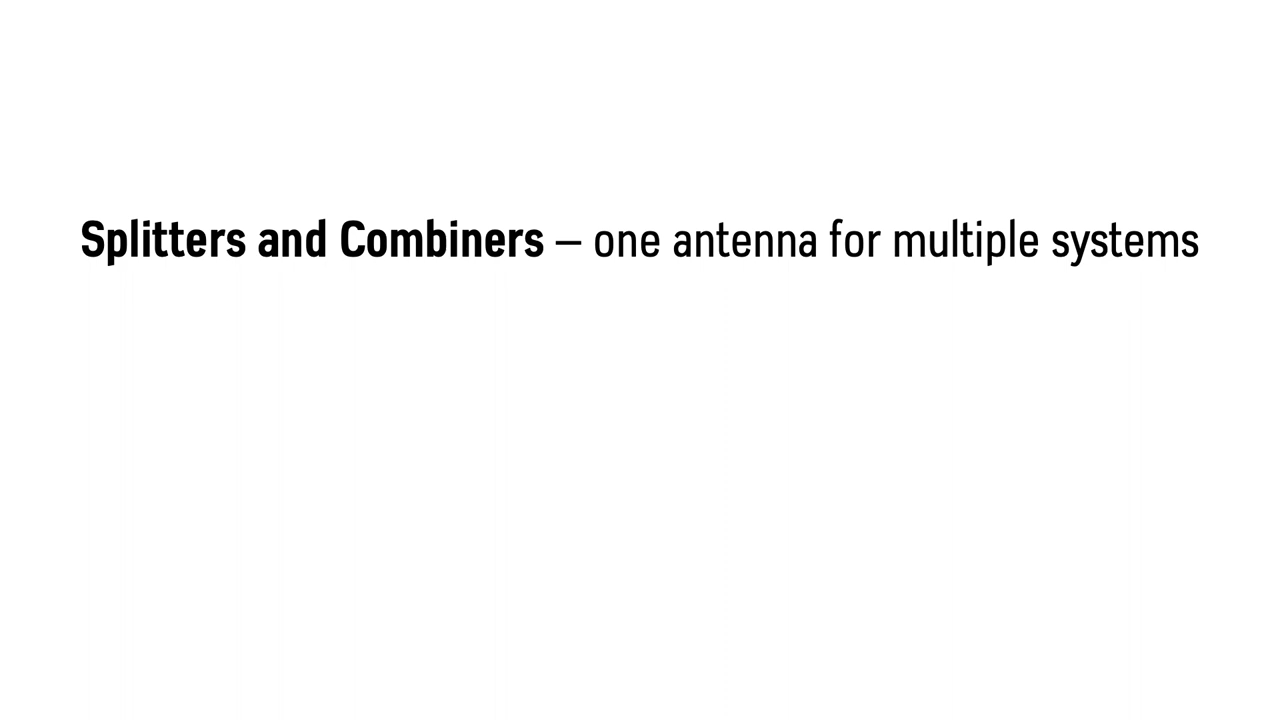 Splitters and Combiners – one antenna for multiple systems